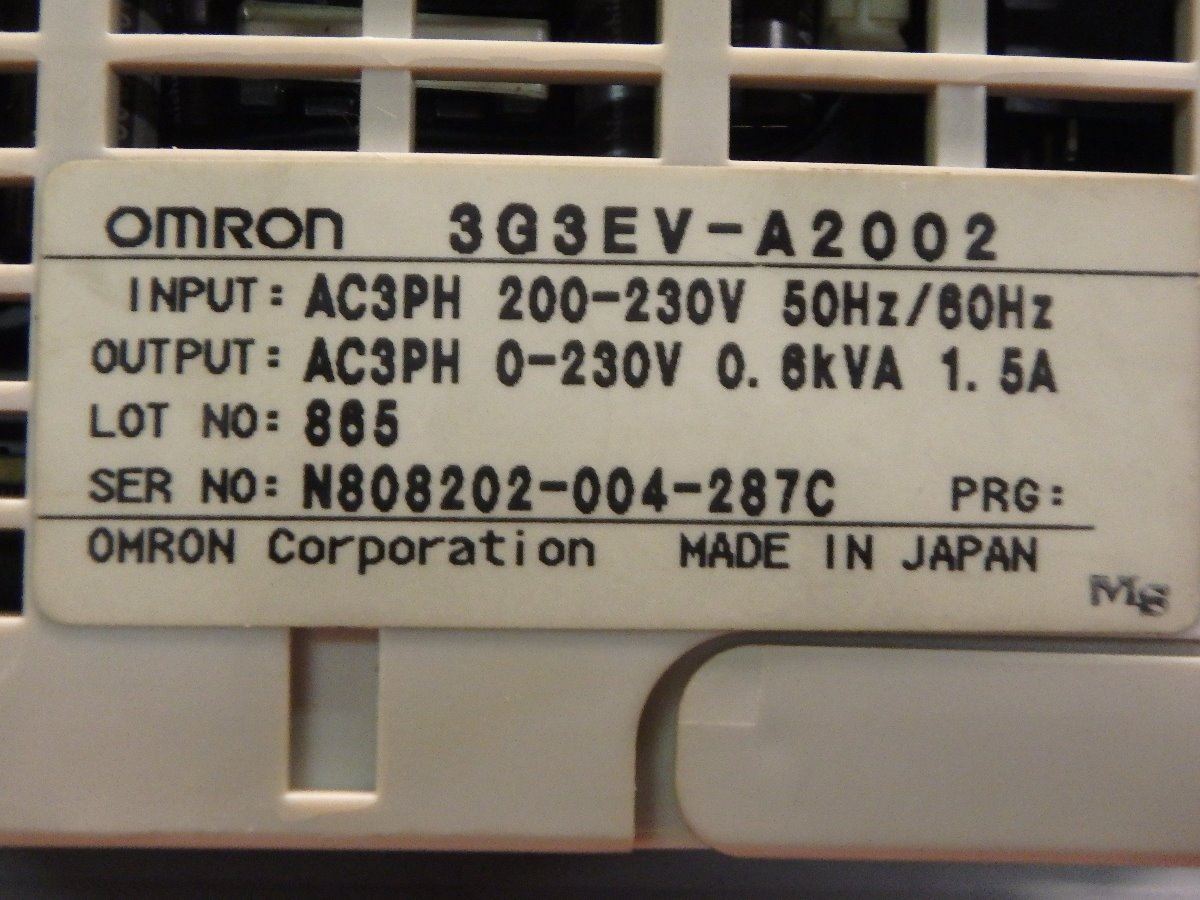 OMRON 3G3EV-A2002
INPUT: AC3PH 200-230V 50Hz/60Hz
OUTPUT: AC3PH 0-230V 0.6kVA 1.5A
LOT NO: 865
SER NO: N808202-004-287C PRG:
OMRON Corporation MADE IN JAPAN